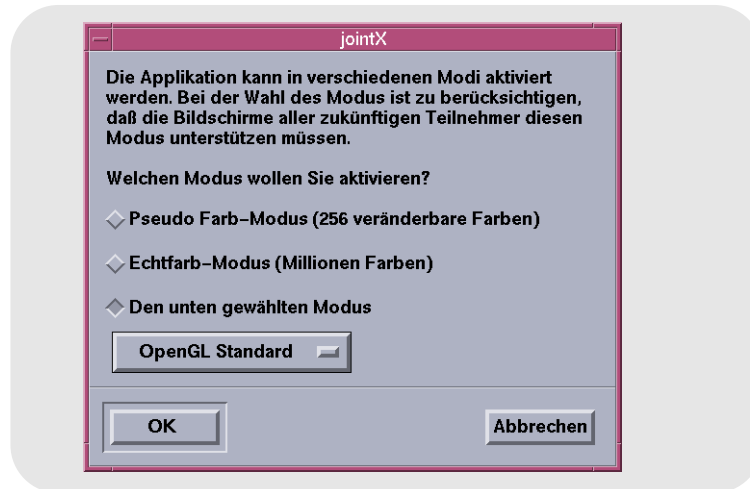 jointX
Die Applikation kann in verschiedenen Modi aktiviert
werden. Bei der Wahl des Modus ist zu berücksichtigen,
daß die Bildschirme aller zukünftigen Teilnehmer diesen
Modus unterstützen müssen.
Welchen Modus wollen Sie aktivieren?
Pseudo Farb-Modus (256 veränderbare Farben)
Echtfarb-Modus (Millionen Farben)
Den unten gewählten Modus
OpenGL Standard
OK
Abbrechen